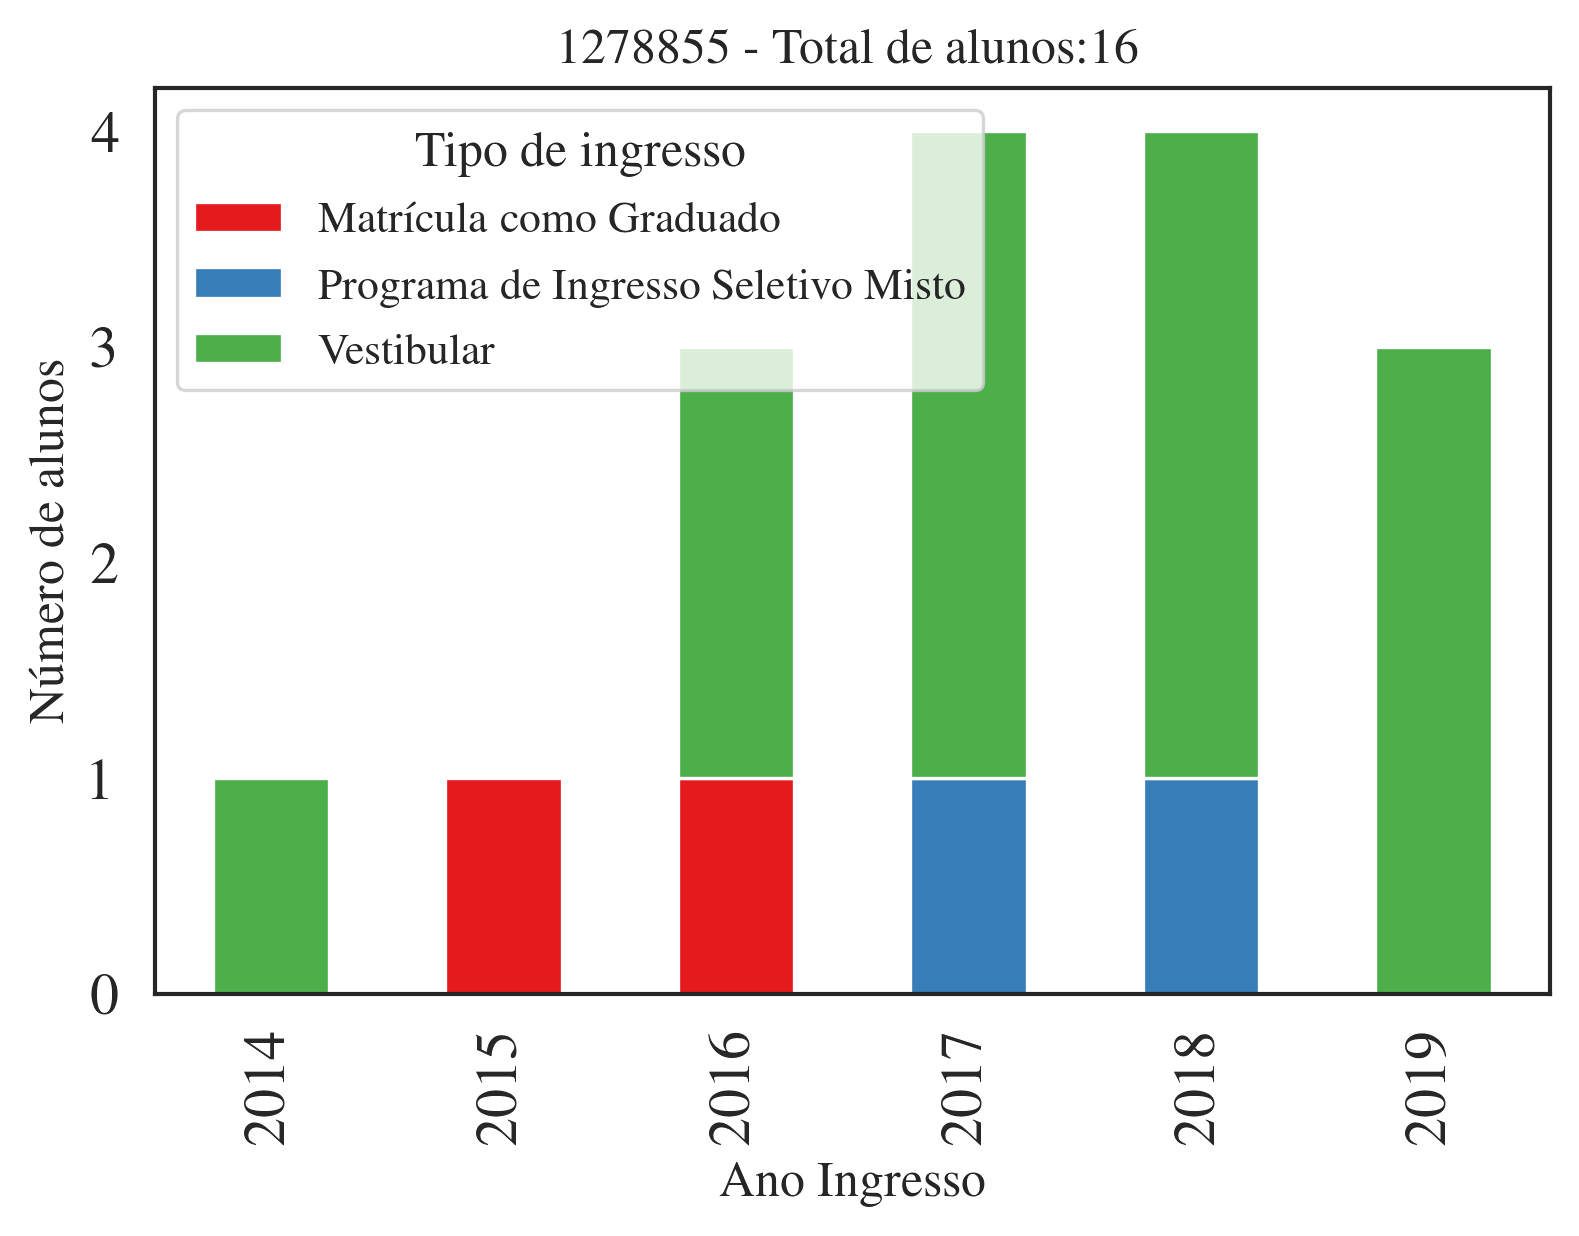 1278855 - Total de alunos:16
Tipo de ingresso
Matrícula como Graduado
Programa de Ingresso Seletivo Misto
Vestibular
Número de alunos
4
3
2
1
0
2014
2015
2016
2017
2018
2019
Ano Ingresso